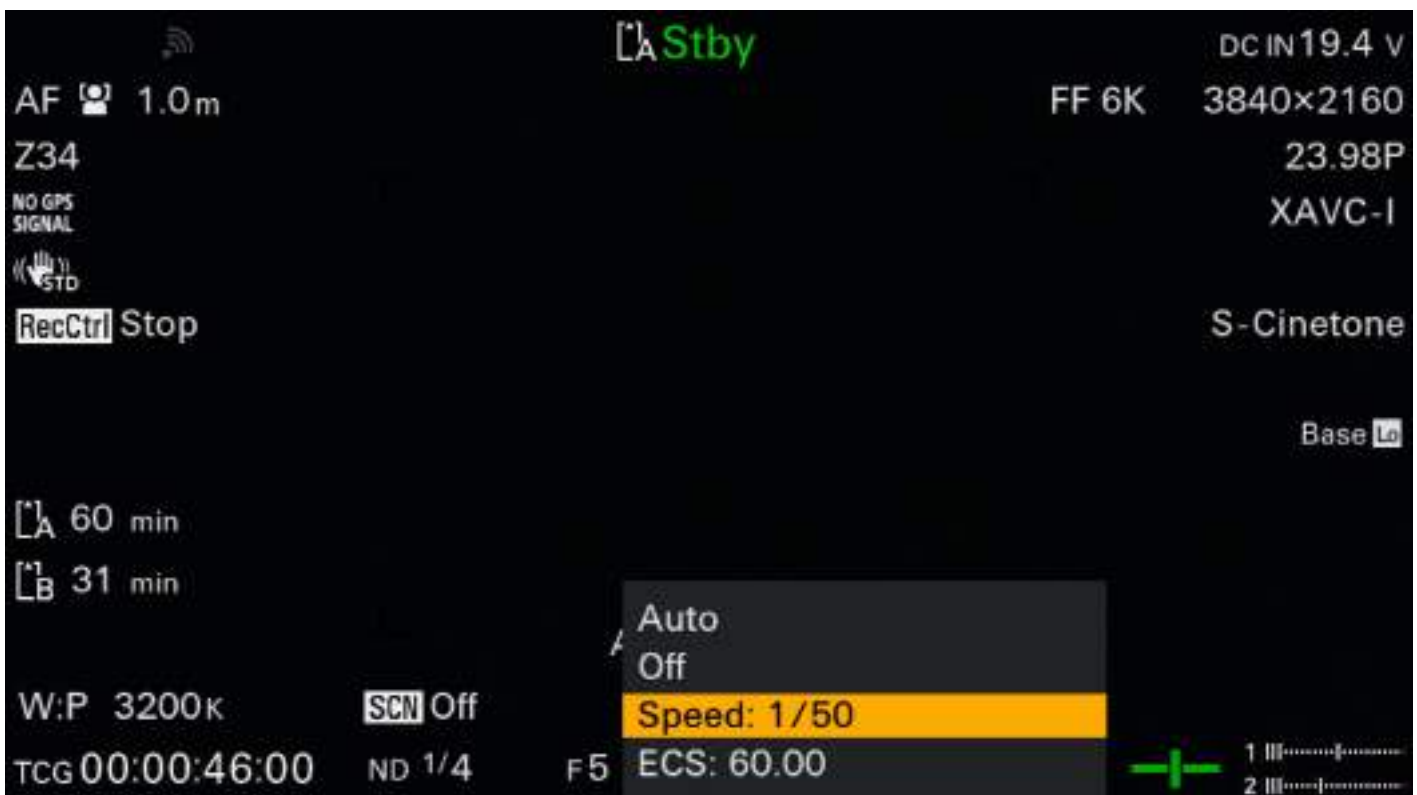 Stby
DC IN 19.4 V
AF 1.0 m
FF 6K 3840×2160
Z34
23.98P
NO GPS
SIGNAL
XAVC-I
STD
RecCtrl Stop
S-Cinetone
Base Lo
A 60 min
B 31 min
Auto
Off
W:P 3200K
SCN Off
Speed: 1/50
TCG 00:00:46:00
ND 1/4
F5
ECS: 60.00
1
2